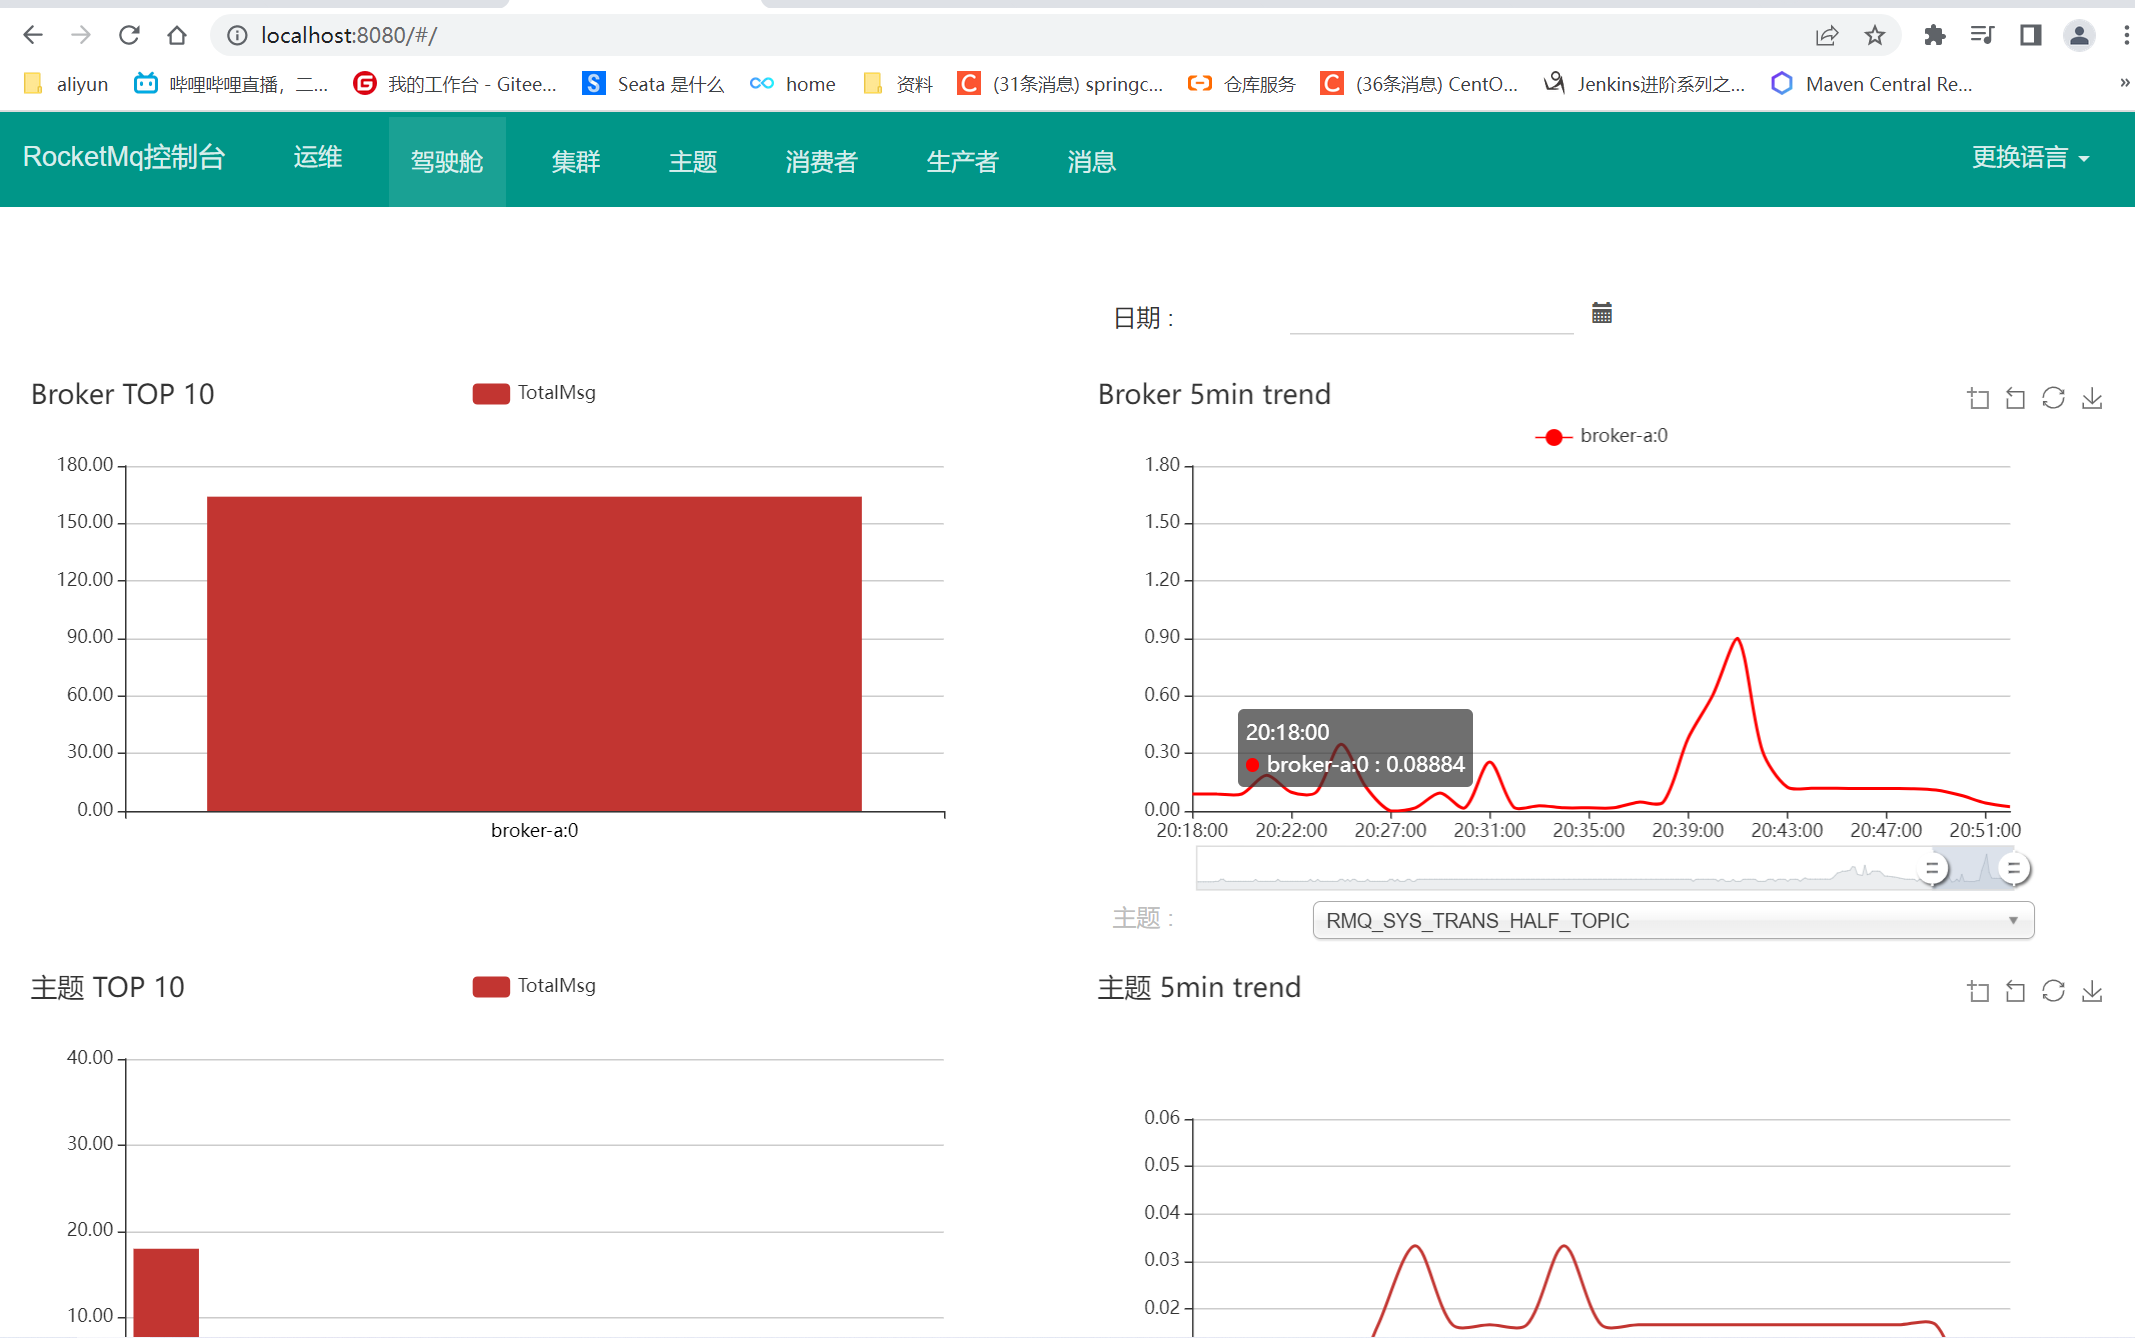 localhost:8080/#/
aliyun 哔哩哔哩直播，二... 我的工作台 - Gitee... Seata 是什么 home 资料 (31条消息) springc... 仓库服务 (36条消息) CentO... Jenkins进阶系列之... Maven Central Re... »
RocketMq控制台 运维 驾驶舱 集群 主题 消费者 生产者 消息 更换语言
日期 :
Broker TOP 10 TotalMsg
180.00
150.00
120.00
90.00
60.00
30.00
0.00
broker-a:0
Broker 5min trend
broker-a:0
1.80
1.50
1.20
0.90
0.60
0.30
0.00
20:18:00
broker-a:0 : 0.08884
20:18:00 20:22:00 20:27:00 20:31:00 20:35:00 20:39:00 20:43:00 20:47:00 20:51:00
主题 : RMQ_SYS_TRANS_HALF_TOPIC
主题 TOP 10 TotalMsg
40.00
30.00
20.00
10.00
主题 5min trend
0.06
0.05
0.04
0.03
0.02